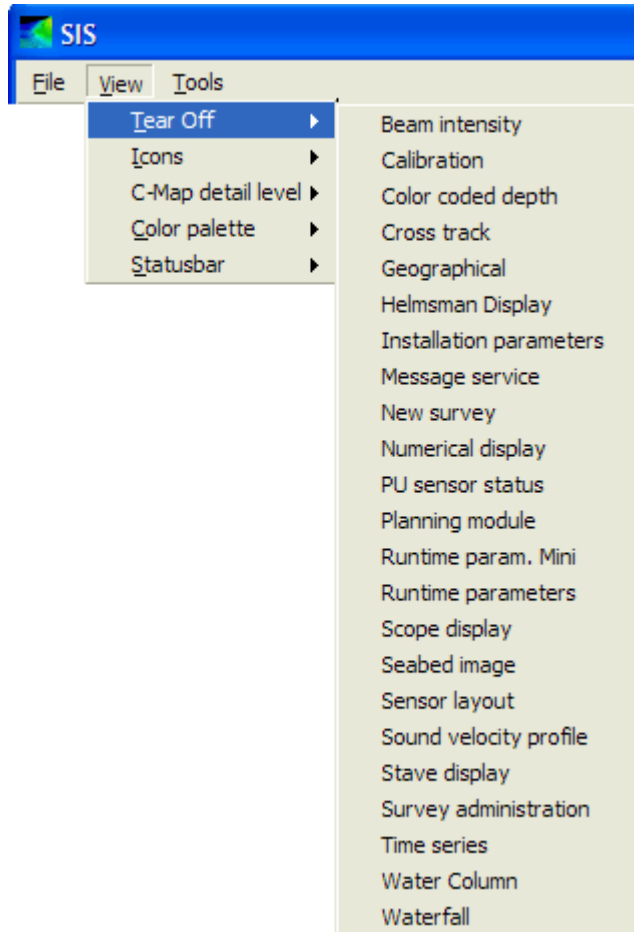 SIS
File View Tools
Tear Off
Icons
C-Map detail level
Color palette
Statusbar
Beam intensity
Calibration
Color coded depth
Cross track
Geographical
Helmsman Display
Installation parameters
Message service
New survey
Numerical display
PU sensor status
Planning module
Runtime param. Mini
Runtime parameters
Scope display
Seabed image
Sensor layout
Sound velocity profile
Stave display
Survey administration
Time series
Water Column
Waterfall